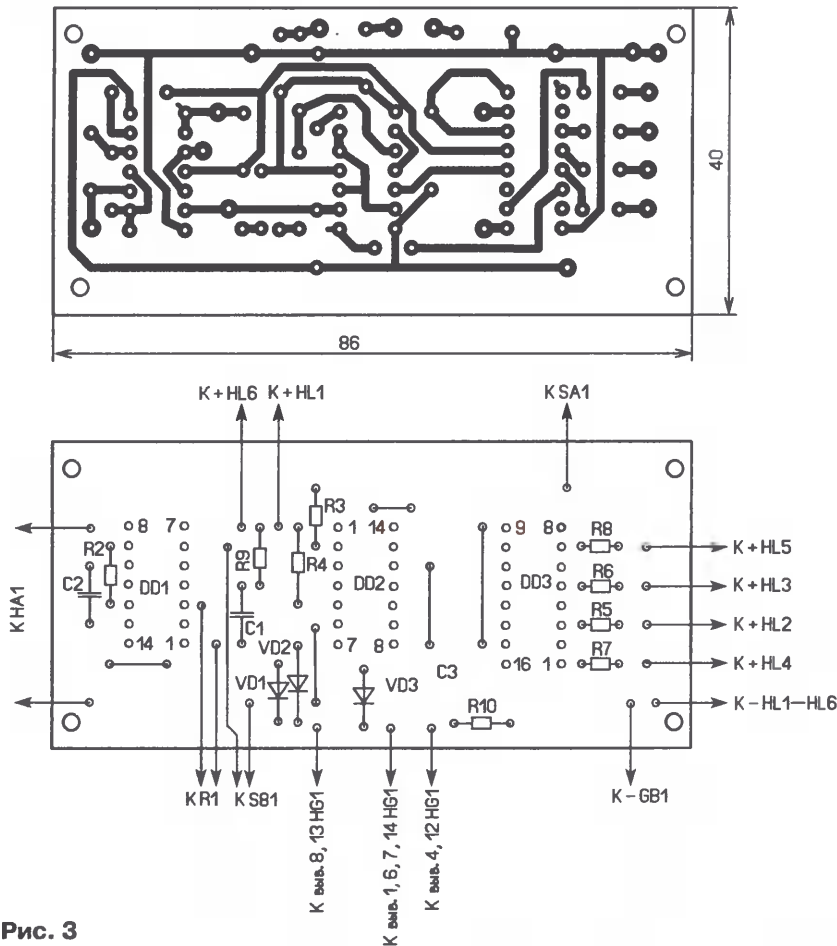 40
86
К+HL6 К+HL1
К SA1
R3
8 7
1 14
9 8
R8
К+HL5
R2
R9
R4
C2
DD1
DD2
DD3
R6
К+HL3
К HA1
C1
R5
К+HL2
14 1
VD2
7 8
C3
16 1
R7
К+HL4
VD1
VD3
R10
К-HL1-HL6
К R1
К SB1
К выв. 8, 13 HG1
К выв. 1, 6, 7, 14 HG1
К выв. 4, 12 HG1
К-GB1
Рис. 3